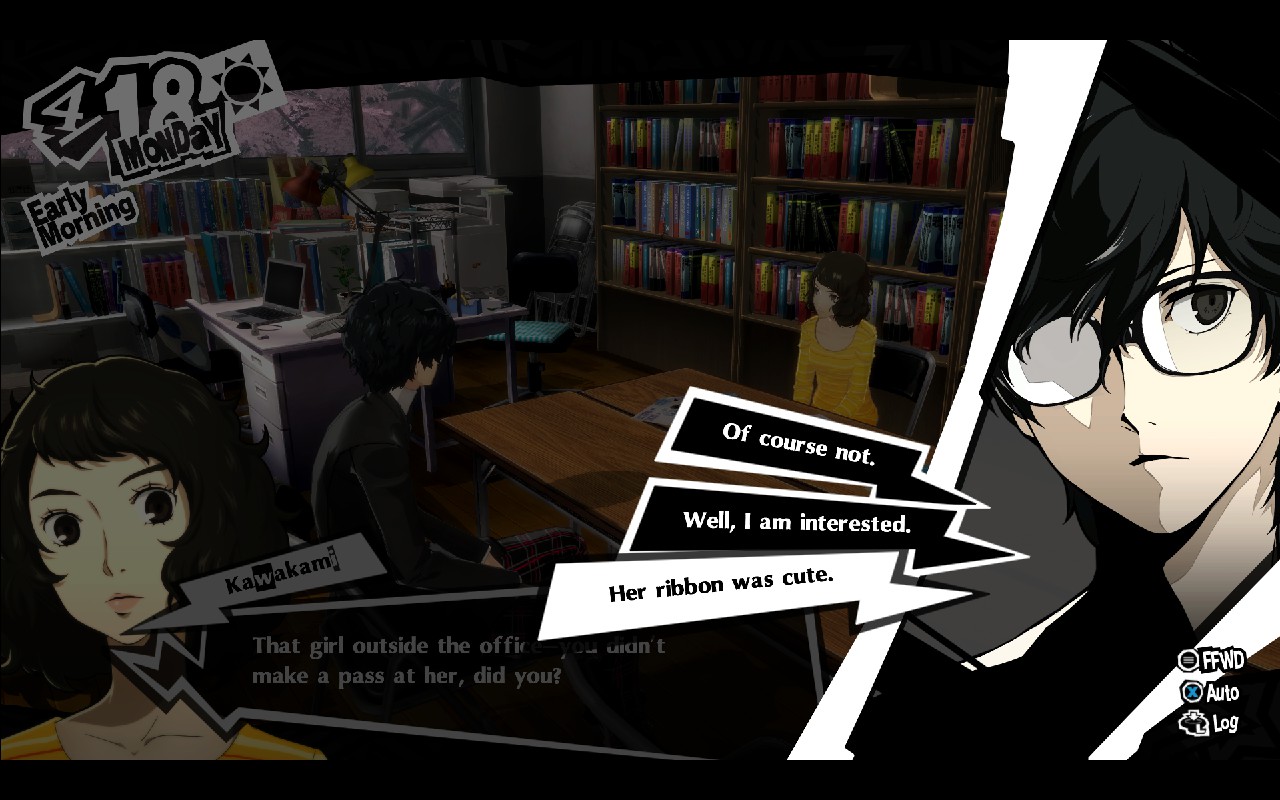 4/18
MONDAY
Early
Morning
Of course not.
Well, I am interested.
Her ribbon was cute.
Kawakami
That girl outside the office—you didn't
make a pass at her, did you?
FFWD
X Auto
L Log